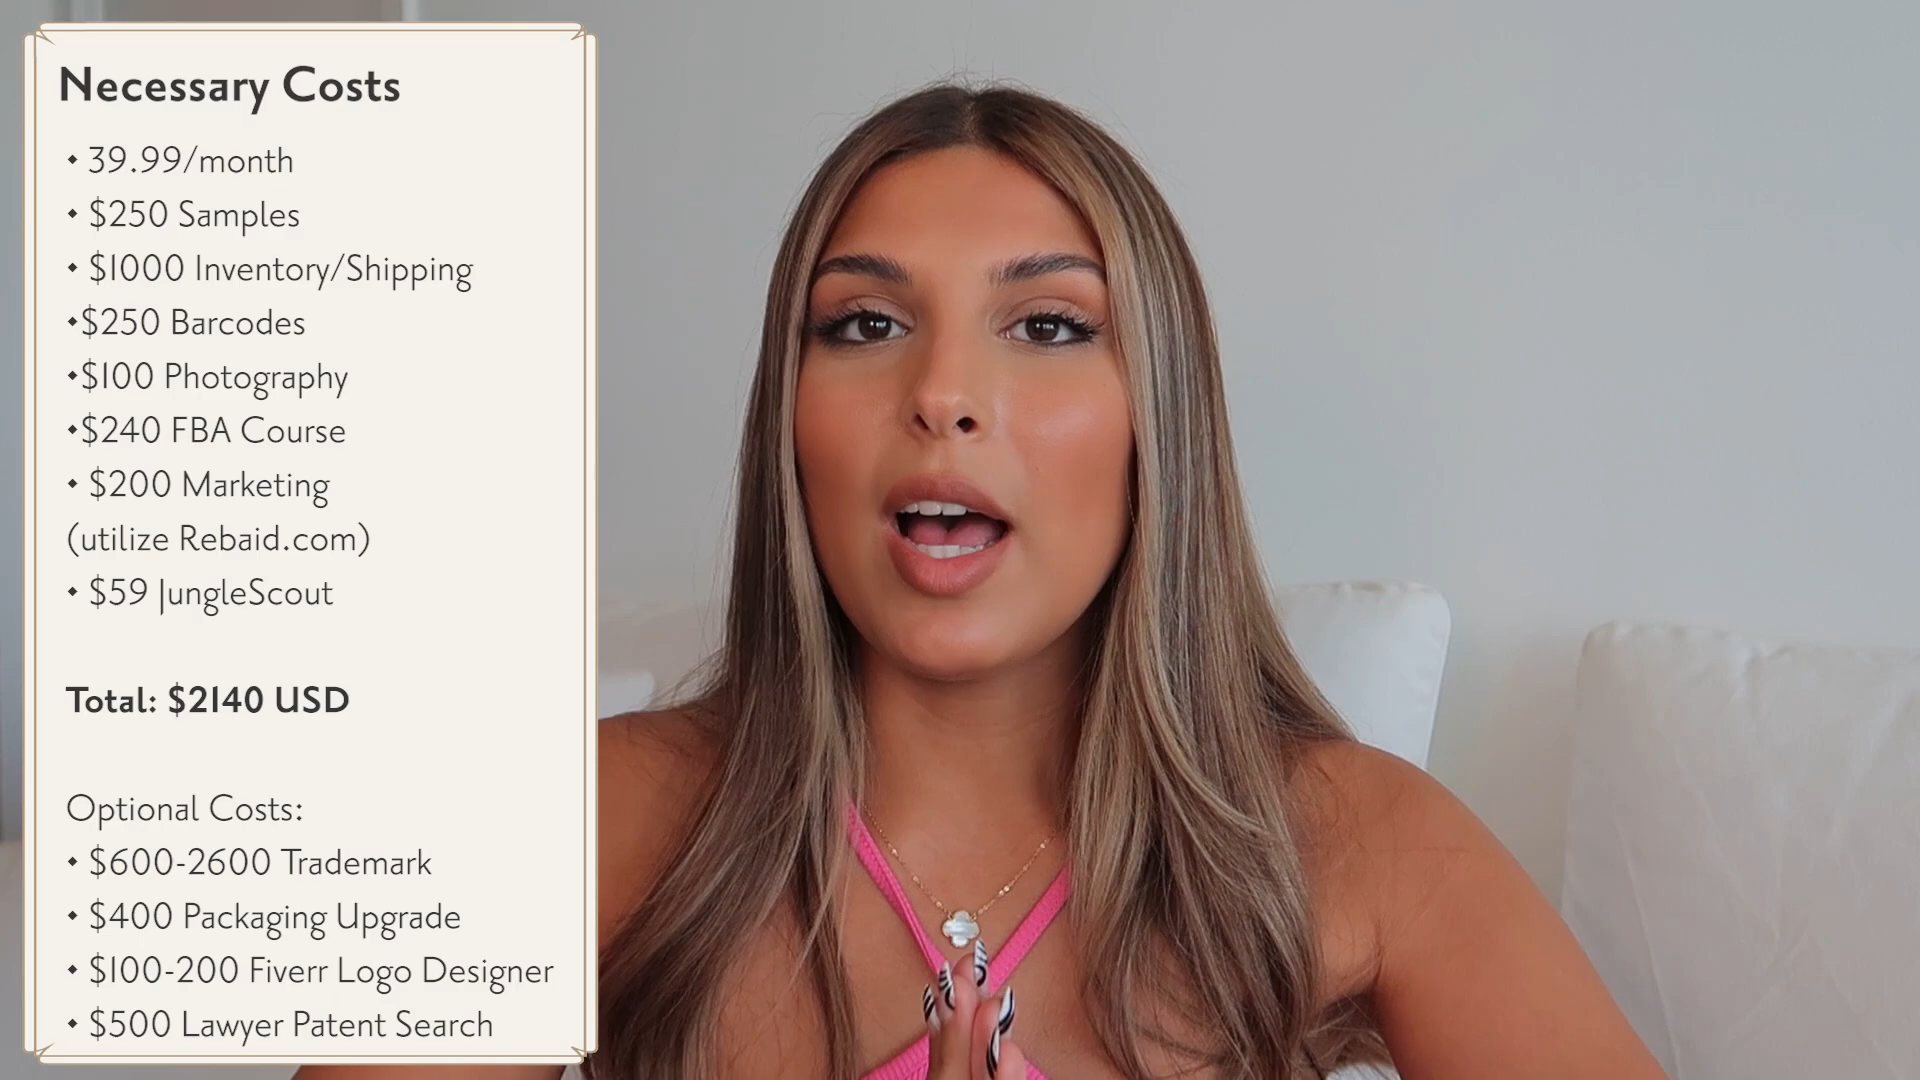 Necessary Costs
• 39.99/month
• $250 Samples
• $1000 Inventory/Shipping
•$250 Barcodes
•$100 Photography
•$240 FBA Course
• $200 Marketing
(utilize Rebaid.com)
• $59 JungleScout
Total: $2140 USD
Optional Costs:
• $600-2600 Trademark
• $400 Packaging Upgrade
• $100-200 Fiverr Logo Designer
• $500 Lawyer Patent Search